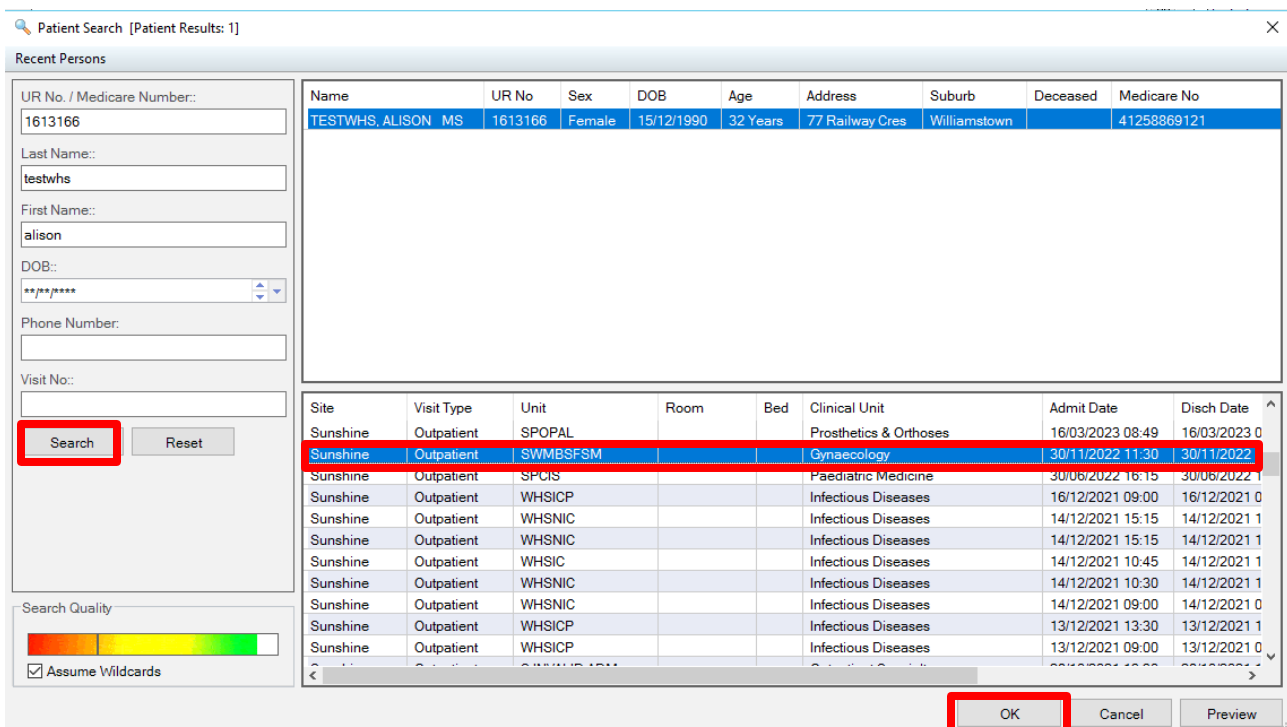 Patient Search [Patient Results: 1]
Recent Persons
UR No. / Medicare Number::
1613166
Last Name::
testwhs
First Name::
alison
DOB::
**/**/****
Phone Number:
Visit No::
Search Reset
Search Quality
Assume Wildcards
Name UR No Sex DOB Age Address Suburb Deceased Medicare No
TESTWHS, ALISON MS 1613166 Female 15/12/1990 32 Years 77 Railway Cres Williamstown 41258869121
Site Visit Type Unit Room Bed Clinical Unit Admit Date Disch Date
Sunshine Outpatient SPOPAL Prosthetics & Orthoses 16/03/2023 08:49 16/03/2023 0
Sunshine Outpatient SWMBSFSM Gynaecology 30/11/2022 11:30 30/11/2022
Sunshine Outpatient SPCIS Paediatric Medicine 30/06/2022 16:15 30/06/2022 1
Sunshine Outpatient WHSICP Infectious Diseases 16/12/2021 09:00 16/12/2021 0
Sunshine Outpatient WHSNIC Infectious Diseases 14/12/2021 15:15 14/12/2021 1
Sunshine Outpatient WHSNIC Infectious Diseases 14/12/2021 15:15 14/12/2021 1
Sunshine Outpatient WHSIC Infectious Diseases 14/12/2021 10:45 14/12/2021 1
Sunshine Outpatient WHSNIC Infectious Diseases 14/12/2021 10:30 14/12/2021 1
Sunshine Outpatient WHSNIC Infectious Diseases 14/12/2021 09:00 14/12/2021 0
Sunshine Outpatient WHSICP Infectious Diseases 13/12/2021 13:30 13/12/2021 1
Sunshine Outpatient WHSICP Infectious Diseases 13/12/2021 09:00 13/12/2021 0
OK Cancel Preview